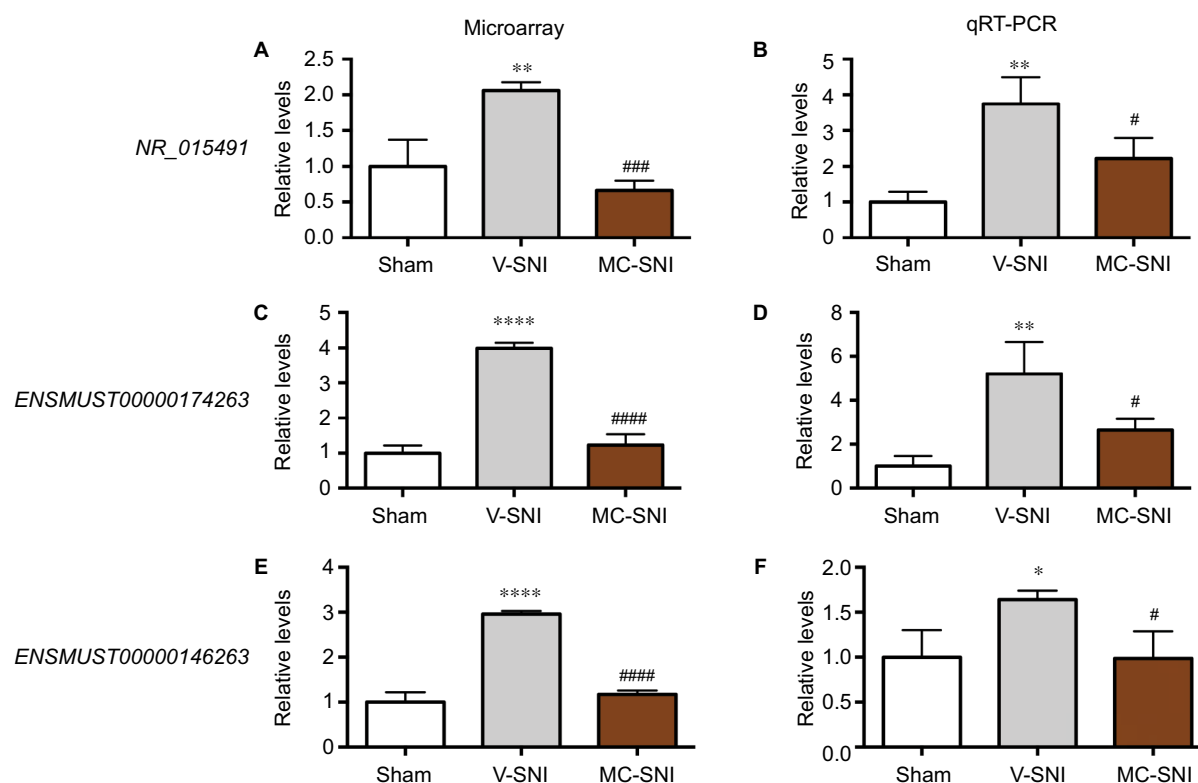 Microarray
qRT-PCR
NR_015491
A
Relative levels
2.5
2.0
1.5
1.0
0.5
0.0
**
###
Sham V-SNI MC-SNI
B
Relative levels
5
4
3
2
1
0
**
#
Sham V-SNI MC-SNI
ENSMUST00000174263
C
Relative levels
5
4
3
2
1
0
****
####
Sham V-SNI MC-SNI
D
Relative levels
8
6
4
2
0
**
#
Sham V-SNI MC-SNI
ENSMUST00000146263
E
Relative levels
4
3
2
1
0
****
####
Sham V-SNI MC-SNI
F
Relative levels
2.0
1.5
1.0
0.5
0.0
*
#
Sham V-SNI MC-SNI